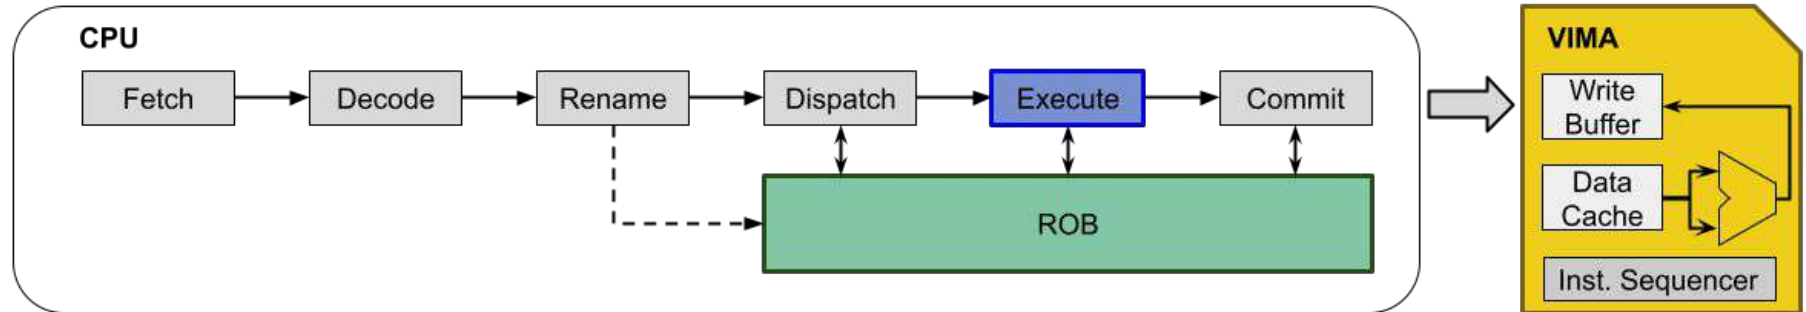 CPU
Fetch
Decode
Rename
Dispatch
Execute
Commit
ROB
VIMA
Write
Buffer
Data
Cache
Inst. Sequencer